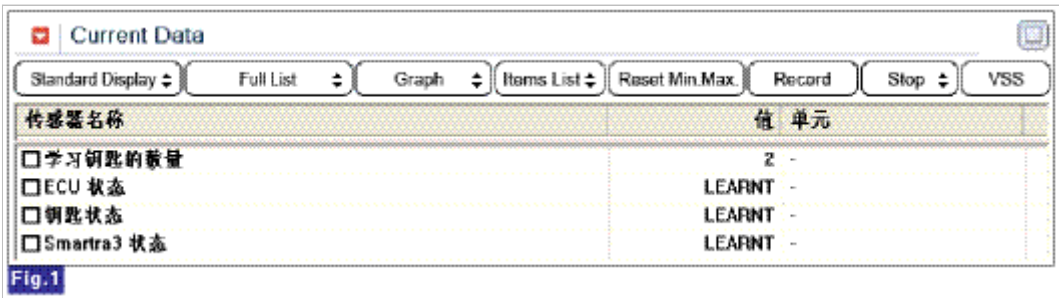 Current Data
Standard Display Full List Graph Items List Reset Min.Max. Record Stop VSS
传感器名称 值 单元
学习钥匙的数量 2 -
ECU 状态 LEARNT -
钥匙状态 LEARNT -
Smartra3 状态 LEARNT -
Fig.1